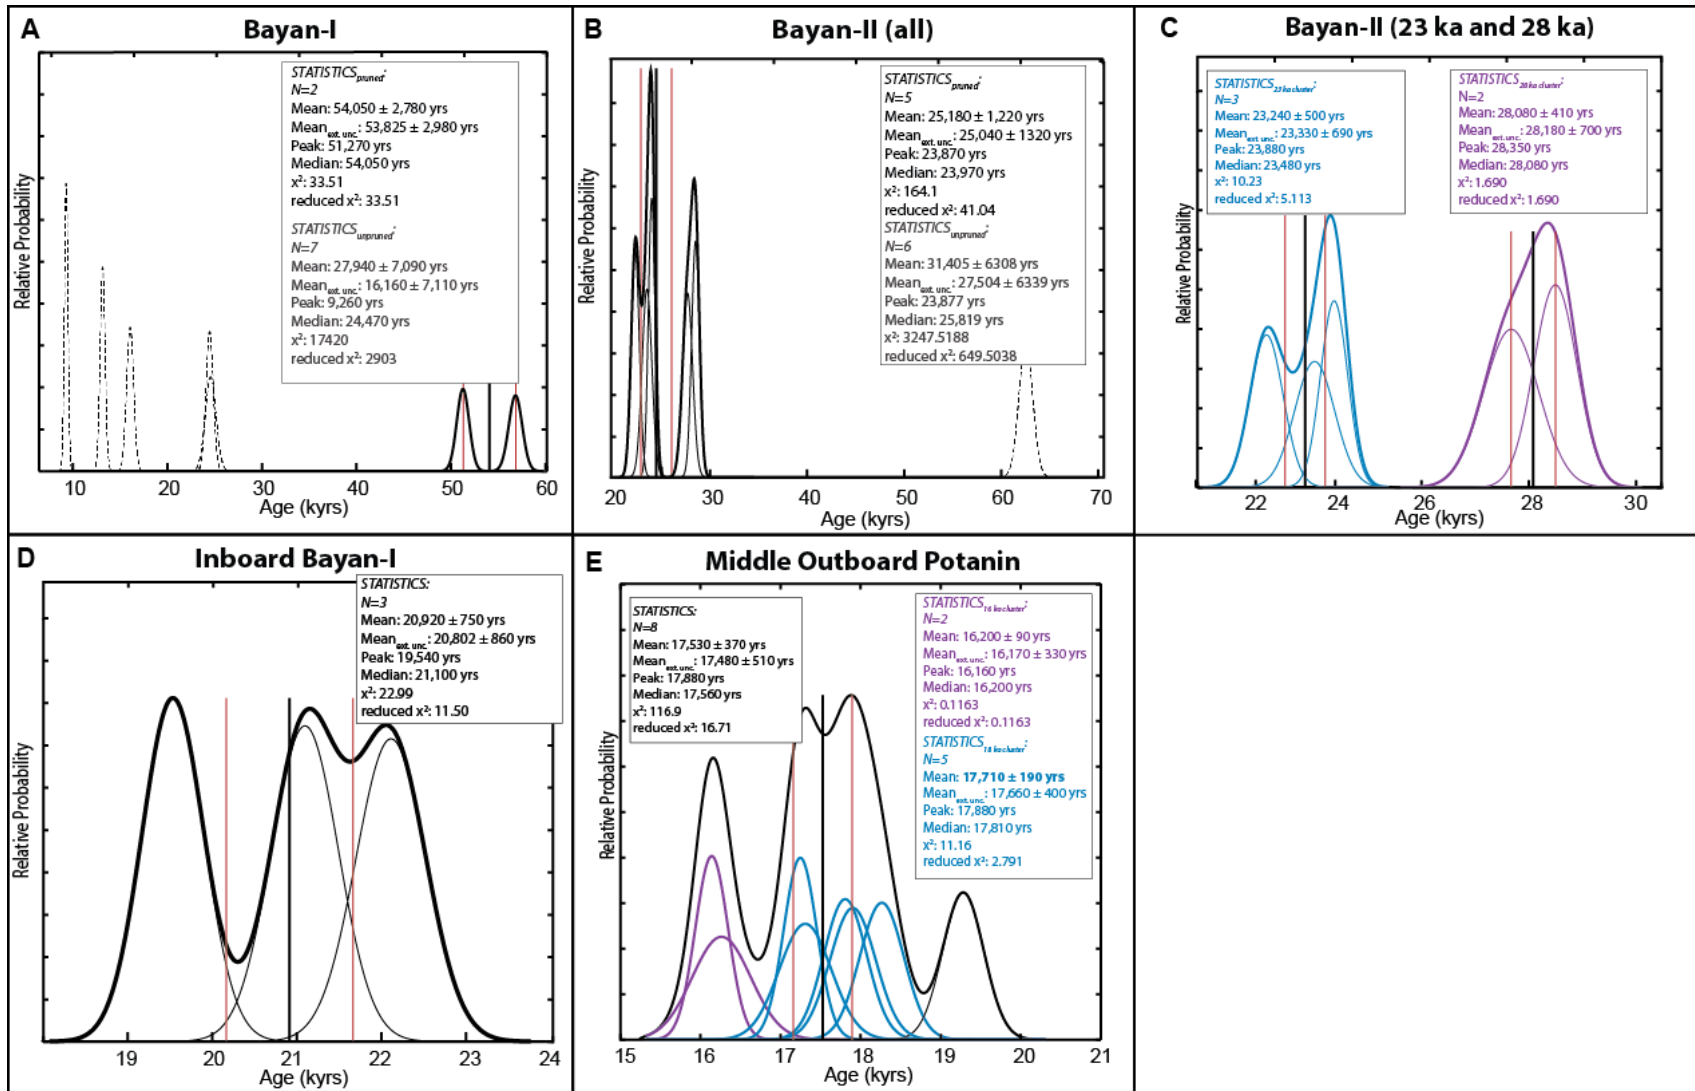 A
Bayan-I
STATISTICS pruned:
N=2
Mean: 54,050 ± 2,780 yrs
Mean ext. unc.: 53,825 ± 2,980 yrs
Peak: 51,270 yrs
Median: 54,050 yrs
x²: 33.51
reduced x²: 33.51
STATISTICS unpruned:
N=7
Mean: 27,940 ± 7,090 yrs
Mean ext. unc.: 16,160 ± 7,110 yrs
Peak: 9,260 yrs
Median: 24,470 yrs
x²: 17420
reduced x²: 2903
Relative Probability
10 20 30 40 50 60
Age (kyrs)
B
Bayan-II (all)
STATISTICS pruned:
N=5
Mean: 25,180 ± 1,220 yrs
Mean ext. unc.: 25,040 ± 1320 yrs
Peak: 23,870 yrs
Median: 23,970 yrs
x²: 164.1
reduced x²: 41.04
STATISTICS unpruned:
N=6
Mean: 31,405 ± 6308 yrs
Mean ext. unc.: 27,504 ± 6339 yrs
Peak: 23,877 yrs
Median: 25,819 yrs
x²: 3247.5188
reduced x²: 649.5038
Relative Probability
20 30 40 50 60 70
Age (kyrs)
C
Bayan-II (23 ka and 28 ka)
STATISTICS 23 ka cluster:
N=3
Mean: 23,240 ± 500 yrs
Mean ext. unc.: 23,330 ± 690 yrs
Peak: 23,880 yrs
Median: 23,480 yrs
x²: 10.23
reduced x²: 5.113
STATISTICS 28 ka cluster:
N=2
Mean: 28,080 ± 410 yrs
Mean ext. unc.: 28,180 ± 700 yrs
Peak: 28,350 yrs
Median: 28,080 yrs
x²: 1.690
reduced x²: 1.690
Relative Probability
22 24 26 28 30
Age (kyrs)
D
Inboard Bayan-I
STATISTICS:
N=3
Mean: 20,920 ± 750 yrs
Mean ext. unc.: 20,802 ± 860 yrs
Peak: 19,540 yrs
Median: 21,100 yrs
x²: 22.99
reduced x²: 11.50
Relative Probability
19 20 21 22 23 24
Age (kyrs)
E
Middle Outboard Potanin
STATISTICS:
N=8
Mean: 17,530 ± 370 yrs
Mean ext. unc.: 17,480 ± 510 yrs
Peak: 17,880 yrs
Median: 17,560 yrs
x²: 116.9
reduced x²: 16.71
STATISTICS 16 ka cluster:
N=2
Mean: 16,200 ± 90 yrs
Mean ext. unc.: 16,170 ± 330 yrs
Peak: 16,160 yrs
Median: 16,200 yrs
x²: 0.1163
reduced x²: 0.1163
STATISTICS 18 ka cluster:
N=5
Mean: 17,710 ± 190 yrs
Mean ext. unc.: 17,660 ± 400 yrs
Peak: 17,880 yrs
Median: 17,810 yrs
x²: 11.16
reduced x²: 2.791
Relative Probability
15 16 17 18 19 20 21
Age (kyrs)